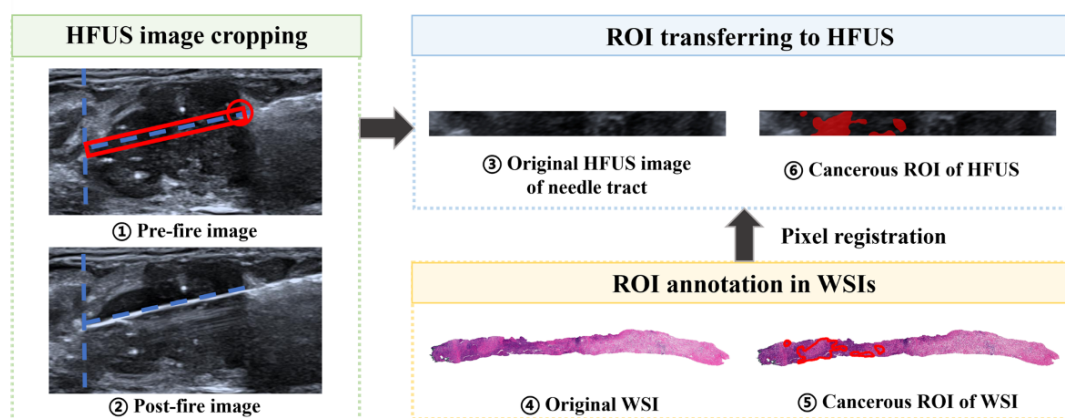 HFUS image cropping
① Pre-fire image
② Post-fire image
ROI transferring to HFUS
③ Original HFUS image
of needle tract
⑥ Cancerous ROI of HFUS
Pixel registration
ROI annotation in WSIs
④ Original WSI
⑤ Cancerous ROI of WSI